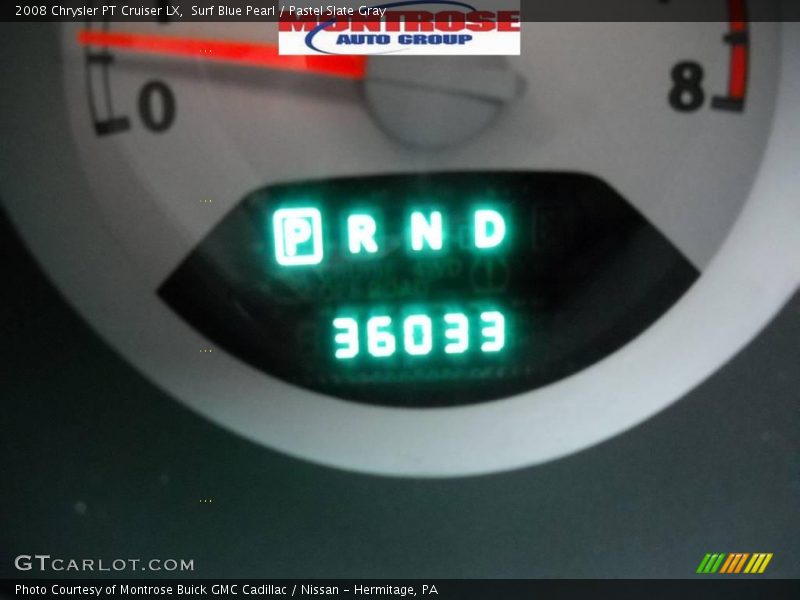 2008 Chrysler PT Cruiser LX, Surf Blue Pearl / Pastel Slate Gray
MONTROSE
AUTO GROUP
0
8
P R N D
36033
GTCARLOT.COM
Photo Courtesy of Montrose Buick GMC Cadillac / Nissan - Hermitage, PA